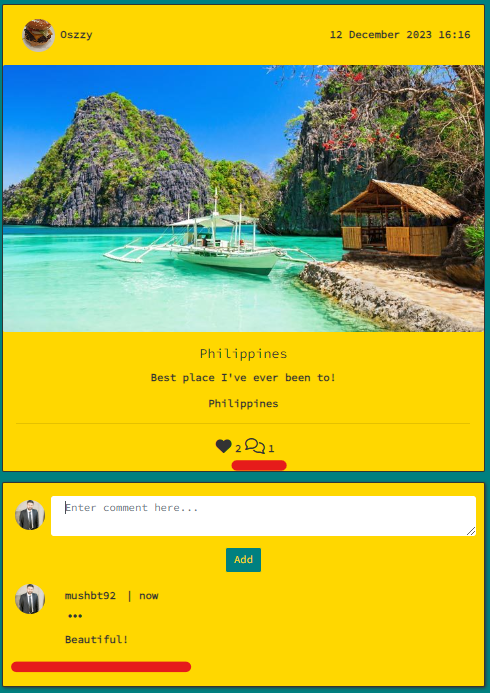 Oszzy 12 December 2023 16:16
Philippines
Best place I've ever been to!
Philippines
2 1
Enter comment here...
Add
mushbt92 | now
•••
Beautiful!